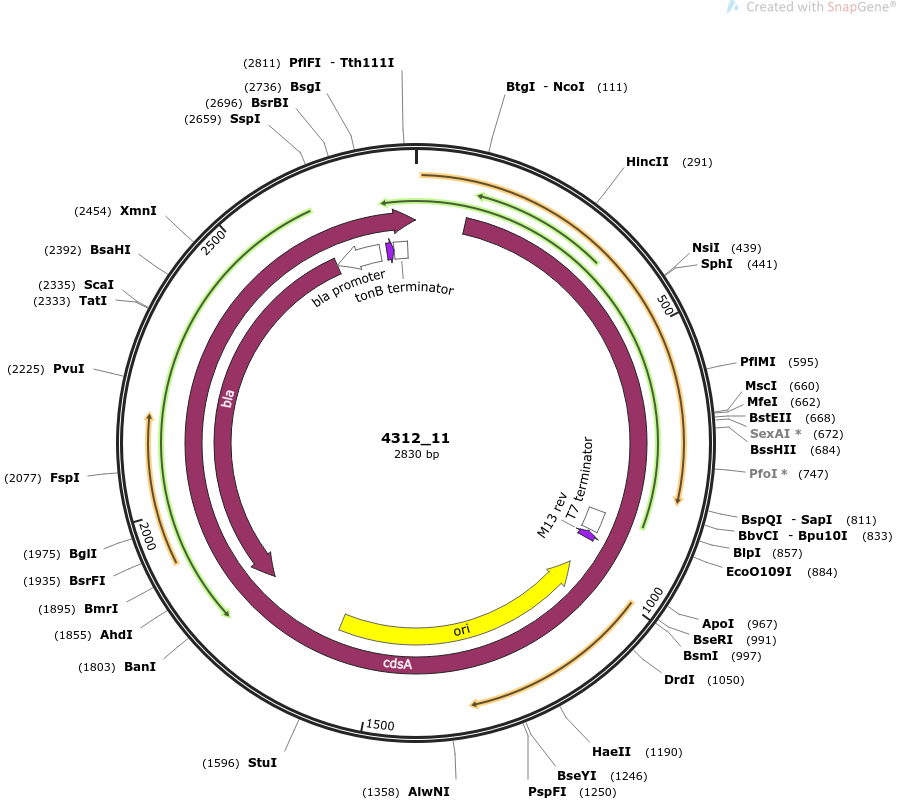 Created with SnapGene®
(2811) PflFI - Tth111I
(2736) BsgI
(2696) BsrBI
(2659) SspI
BtgI - NcoI (111)
HincII (291)
(2454) XmnI
(2392) BsaHI
(2335) ScaI
(2333) TatI
(2225) PvuI
(2077) FspI
(1975) BglI
(1935) BsrFI
(1895) BmrI
(1855) AhdI
(1803) BanI
(1596) StuI
(1358) AlwNI
NsiI (439)
SphI (441)
PflMI (595)
MscI (660)
MfeI (662)
BstEII (668)
SexAI * (672)
BssHII (684)
PfoI * (747)
BspQI - SapI (811)
BbvCI - Bpu10I (833)
BlpI (857)
EcoO109I (884)
ApoI (967)
BseRI (991)
BsmI (997)
DrdI (1050)
HaeII (1190)
BseYI (1246)
PspFI (1250)
500
1000
1500
2000
2500
bla promoter
tonB terminator
bla
4312_11
2830 bp
M13 rev
T7 terminator
ori
cdsA